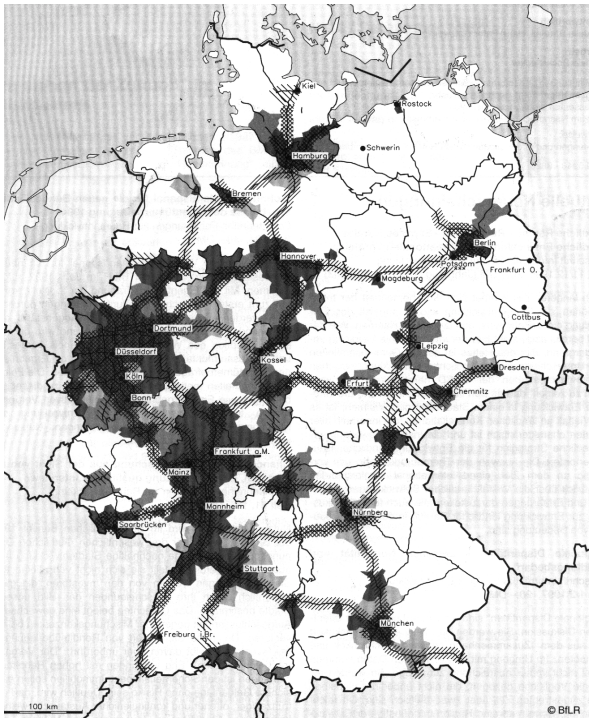 Kiel
Rostock
Hamburg
Schwerin
Bremen
Berlin
Hannover
Potsdam
Frankfurt O.
Magdeburg
Cottbus
Dortmund
Leipzig
Düsseldorf
Kassel
Dresden
Köln
Erfurt
Chemnitz
Bonn
Frankfurt a.M.
Mainz
Mannheim
Nürnberg
Saarbrücken
Stuttgart
München
Freiburg i.Br.
100 km
© BfLR